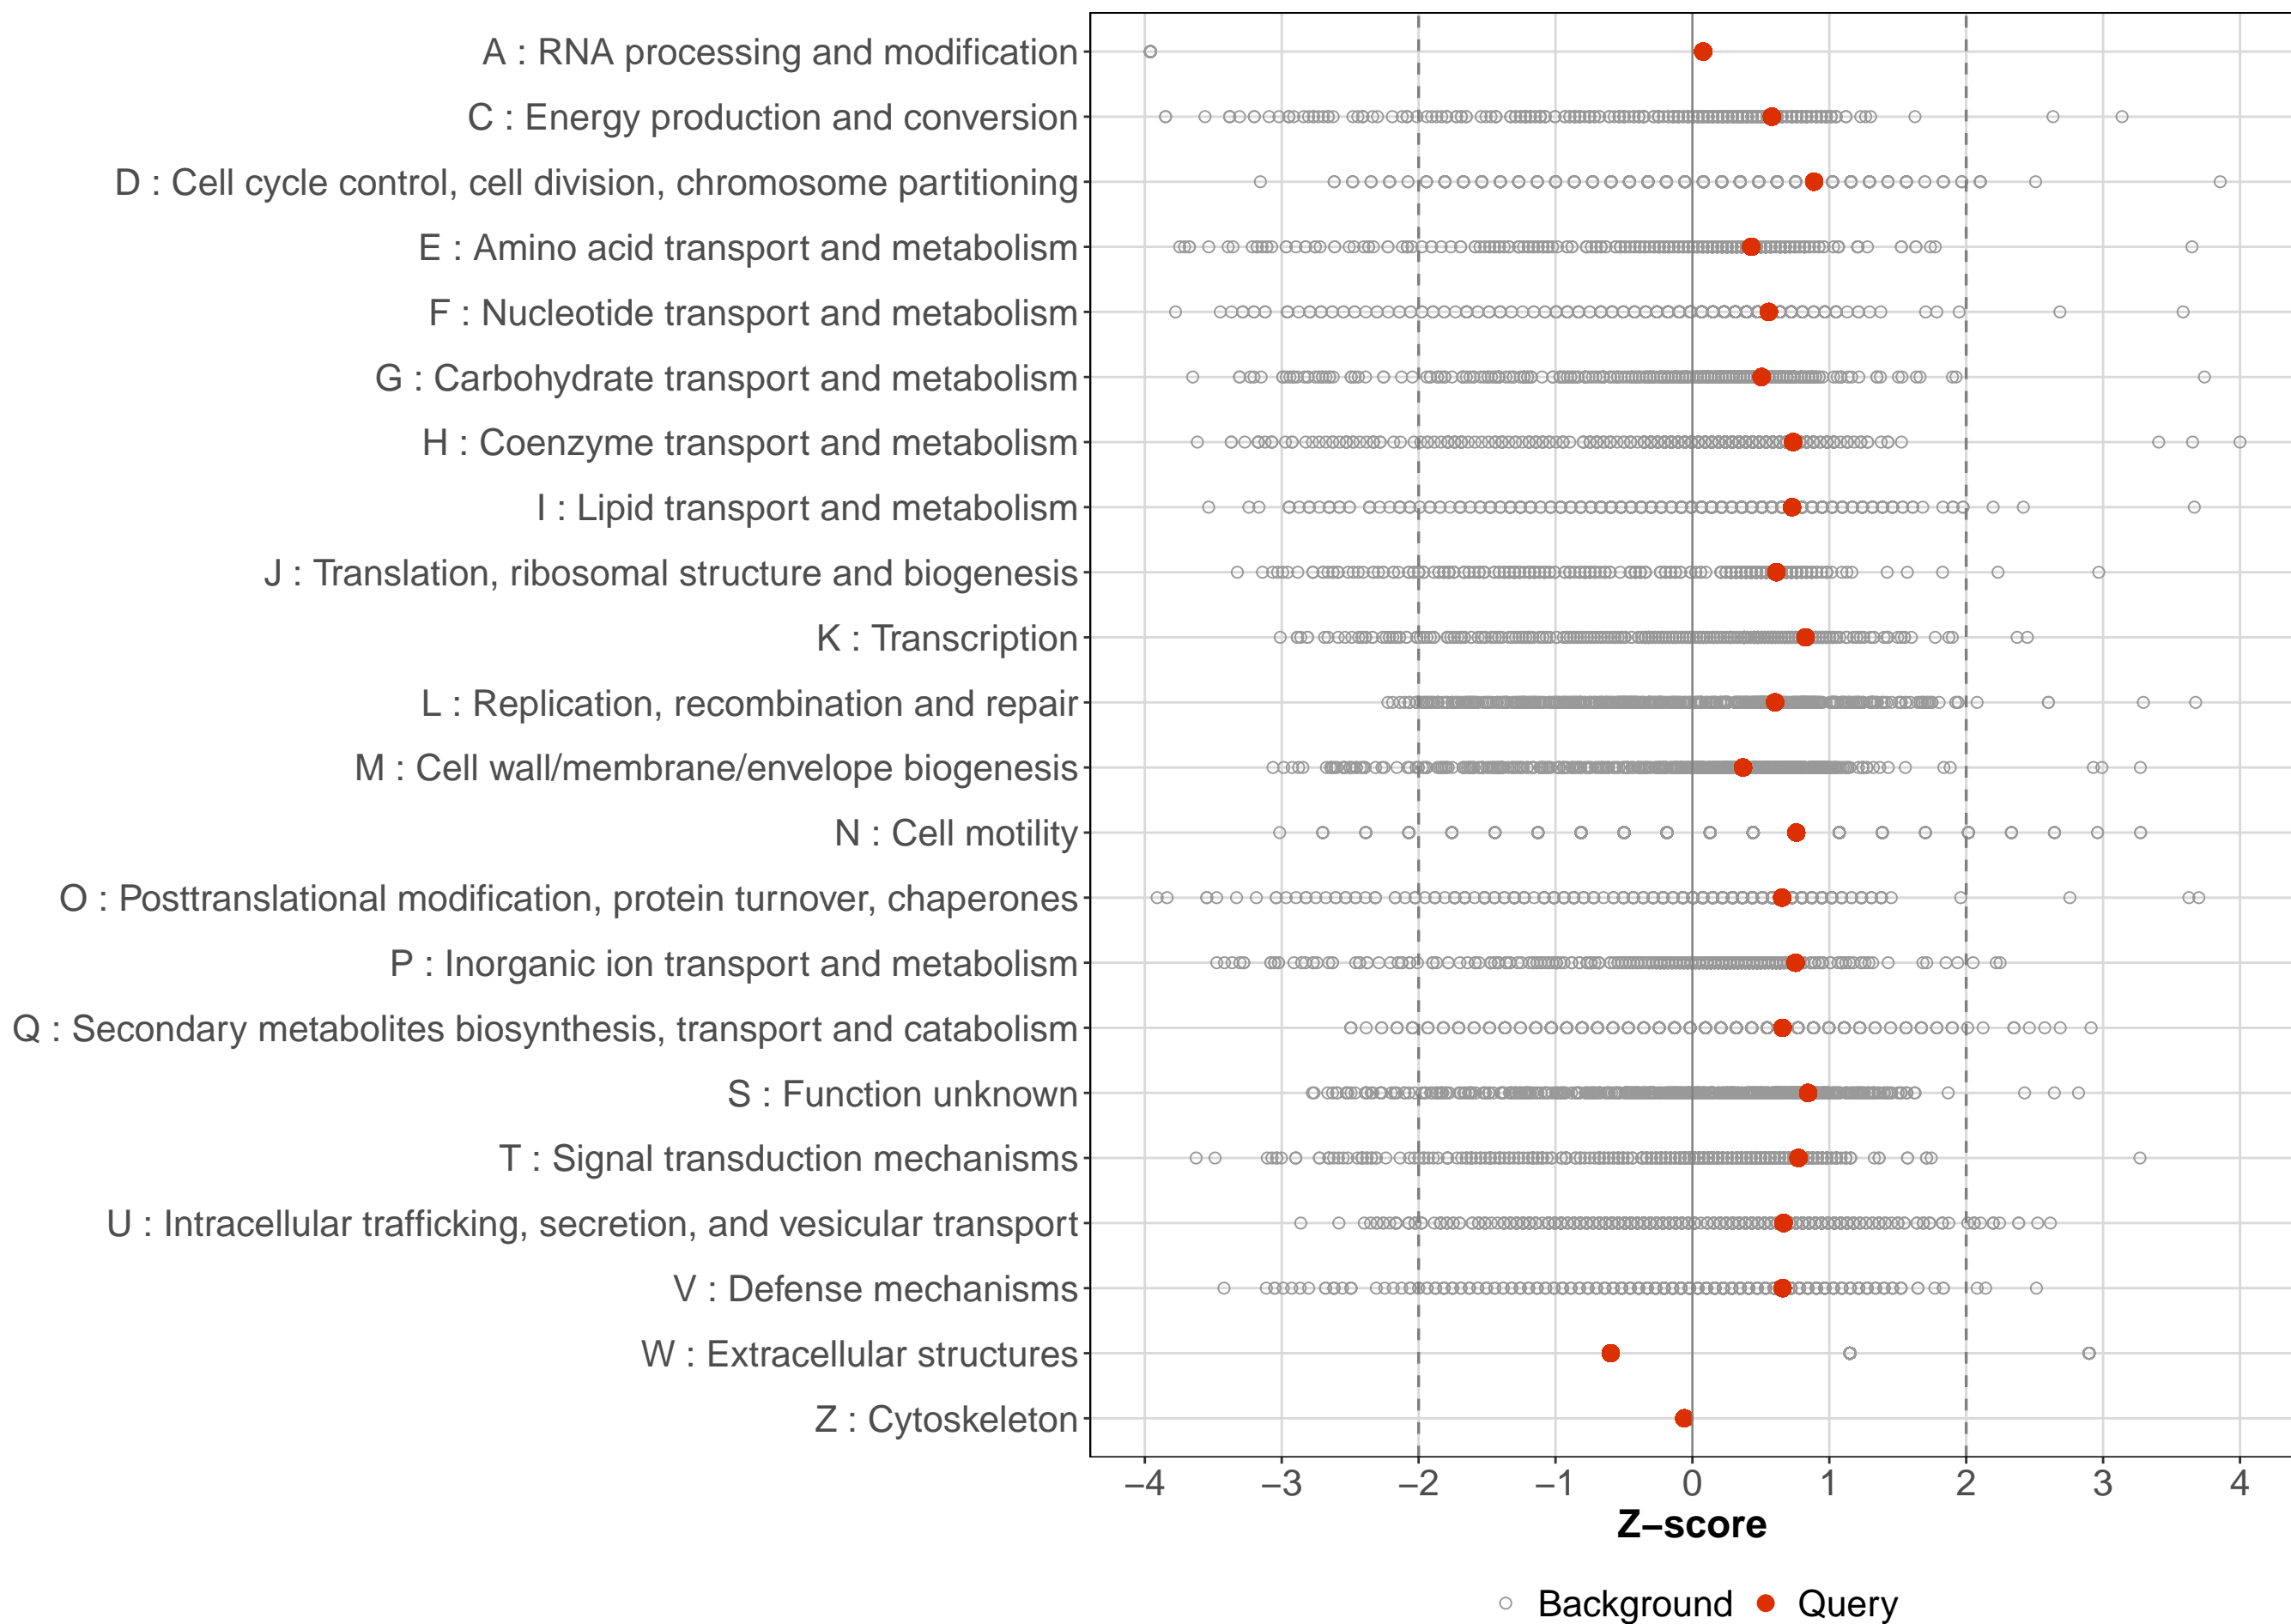 A : RNA processing and modification
C : Energy production and conversion
D : Cell cycle control, cell division, chromosome partitioning
E : Amino acid transport and metabolism
F : Nucleotide transport and metabolism
G : Carbohydrate transport and metabolism
H : Coenzyme transport and metabolism
I : Lipid transport and metabolism
J : Translation, ribosomal structure and biogenesis
K : Transcription
L : Replication, recombination and repair
M : Cell wall/membrane/envelope biogenesis
N : Cell motility
O : Posttranslational modification, protein turnover, chaperones
P : Inorganic ion transport and metabolism
Q : Secondary metabolites biosynthesis, transport and catabolism
S : Function unknown
T : Signal transduction mechanisms
U : Intracellular trafficking, secretion, and vesicular transport
V : Defense mechanisms
W : Extracellular structures
Z : Cytoskeleton
−4 −3 −2 −1 0 1 2 3 4
Z−score
Background Query